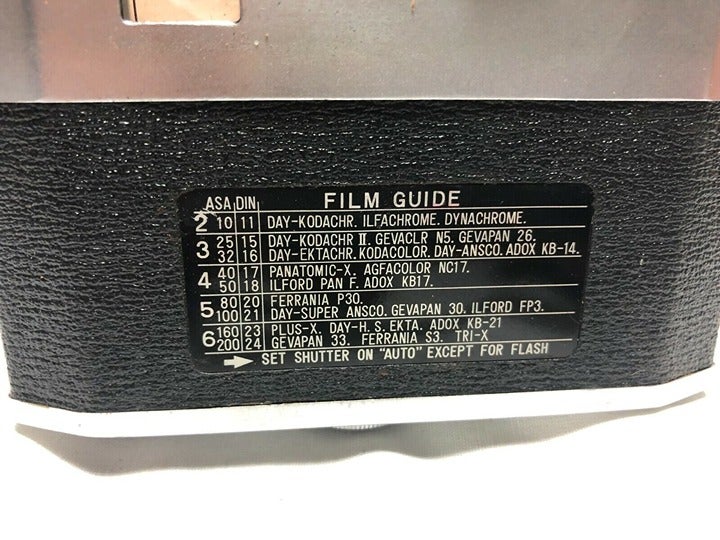 ASA DIN FILM GUIDE
2 10 11 DAY-KODACHR. ILFACHROME. DYNACHROME.
3 25 15 DAY-KODACHR II. GEVACLR N5. GEVAPAN 26.
32 16 DAY-EKTACHR. KODACOLOR. DAY-ANSCO. ADOX KB-14.
4 40 17 PANATOMIC-X. AGFACOLOR NC17.
50 18 ILFORD PAN F. ADOX KB17.
5 80 20 FERRANIA P30.
100 21 DAY-SUPER ANSCO. GEVAPAN 30. ILFORD FP3.
6 160 23 PLUS-X. DAY-H.S. EKTA. ADOX KB-21
200 24 GEVAPAN 33. FERRANIA S3. TRI-X
→ SET SHUTTER ON "AUTO" EXCEPT FOR FLASH